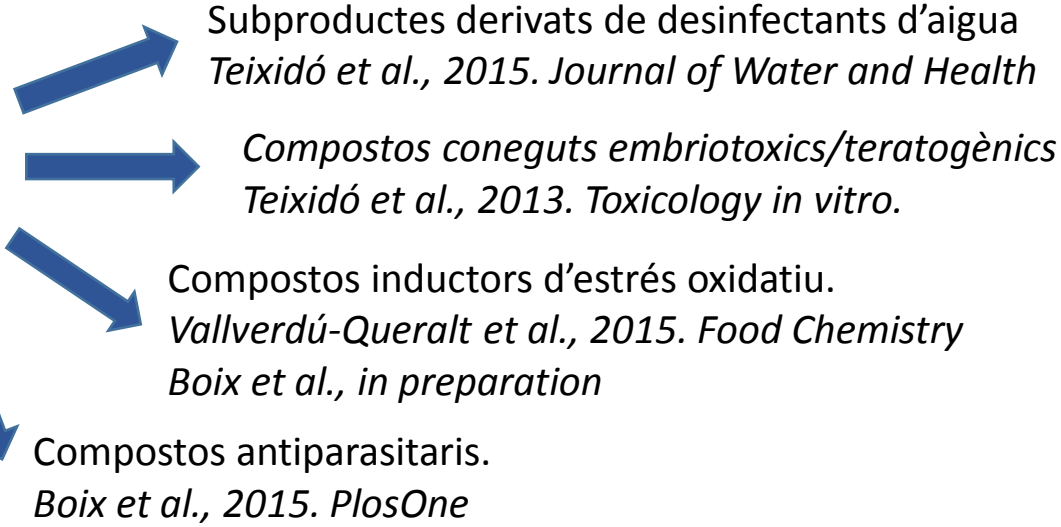 Subproductes derivats de desinfectants d’aigua
Teixidó et al., 2015. Journal of Water and Health
Compostos coneguts embriotoxics/teratogènics
Teixidó et al., 2013. Toxicology in vitro.
Compostos inductors d’estrés oxidatiu.
Vallverdú-Queralt et al., 2015. Food Chemistry
Boix et al., in preparation
Compostos antiparasitaris.
Boix et al., 2015. PlosOne